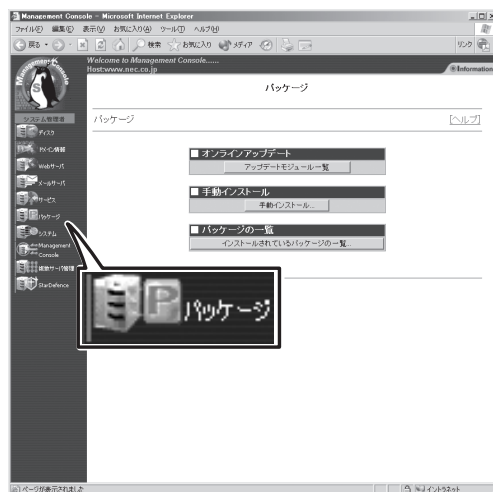 Management Console - Microsoft Internet Explorer
ファイル(F) 編集(E) 表示(V) お気に入り(A) ツール(T) ヘルプ(H)
戻る 検索 お気に入り メディア リンク
Management Console
Welcome to Management Console......
Host:www.nec.co.jp
Information
パッケージ
システム管理者
パッケージ [ヘルプ]
ディスク
ドメイン情報
Webサーバ
メールサーバ
サービス
パッケージ
システム
Management Console
StarDefence
■ オンラインアップデート
アップデートモジュール一覧
■ 手動インストール
手動インストール...
■ パッケージの一覧
インストールされているパッケージの一覧...
P パッケージ
ページが表示されました
イントラネット